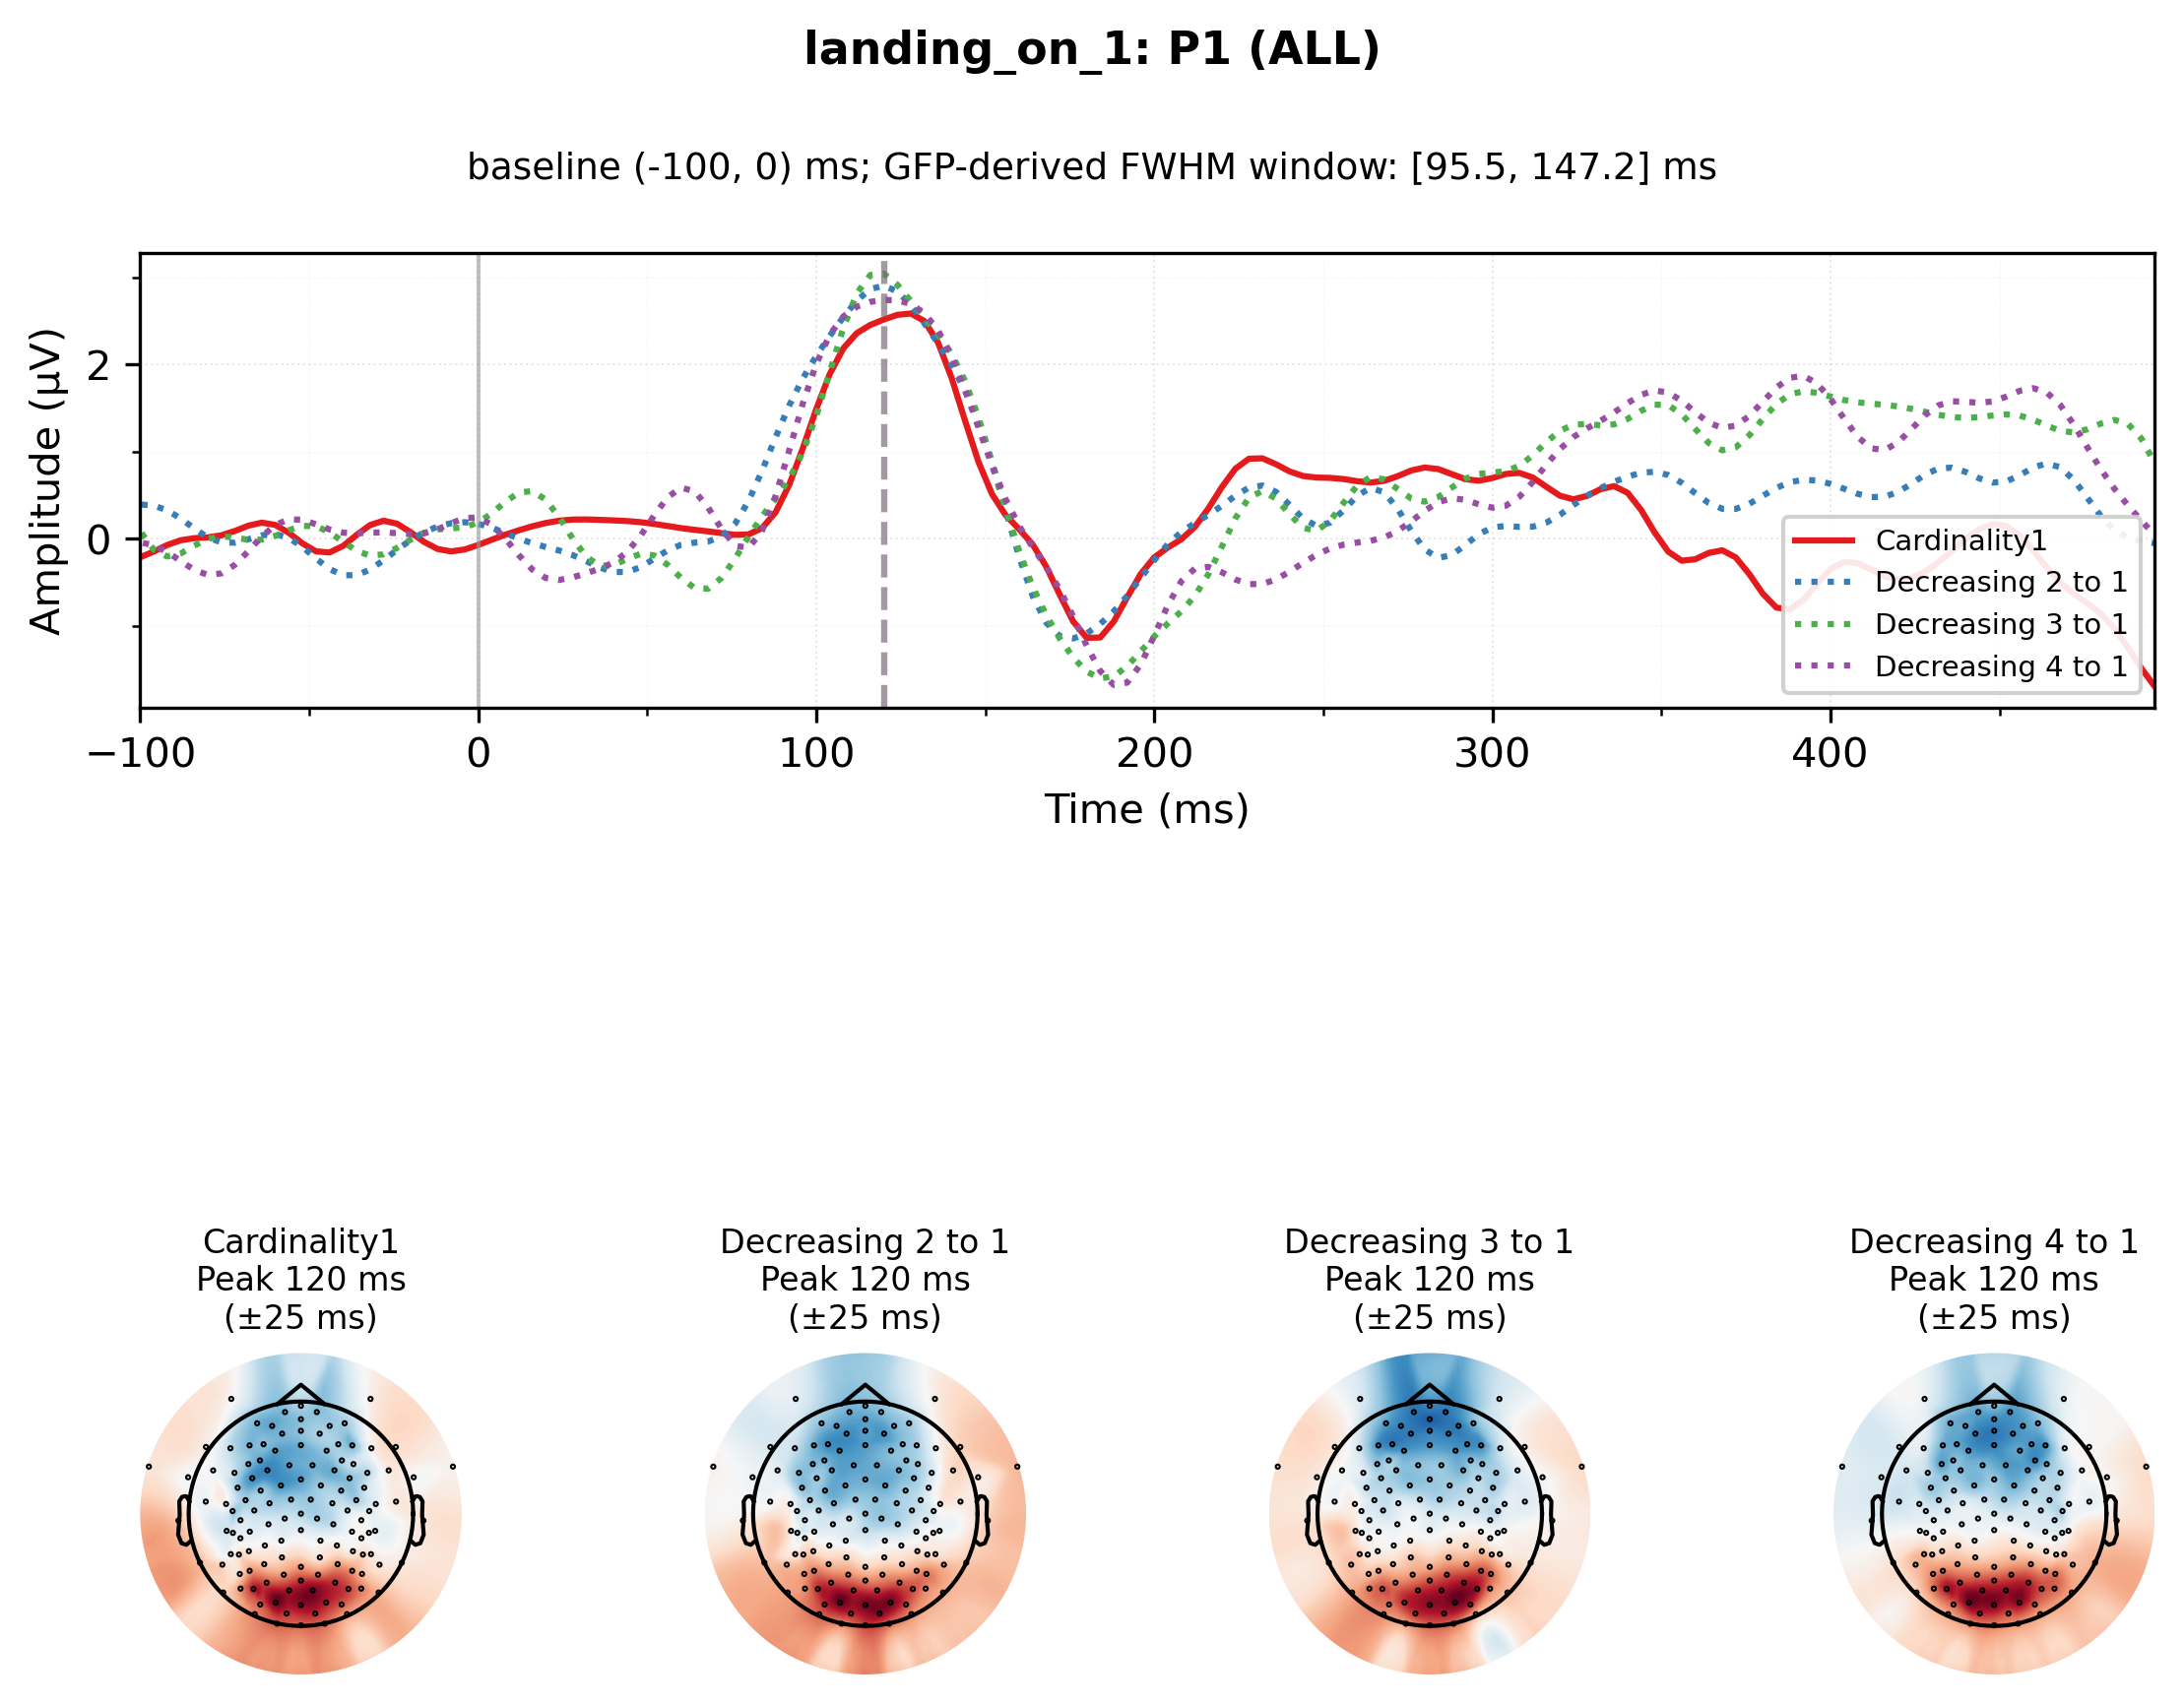 landing_on_1: P1 (ALL)
baseline (-100, 0) ms; GFP-derived FWHM window: [95.5, 147.2] ms
Amplitude (µV)
2
0
−100
0
100
200
300
400
Time (ms)
Cardinality1
Decreasing 2 to 1
Decreasing 3 to 1
Decreasing 4 to 1
Cardinality1
Peak 120 ms
(±25 ms)
Decreasing 2 to 1
Peak 120 ms
(±25 ms)
Decreasing 3 to 1
Peak 120 ms
(±25 ms)
Decreasing 4 to 1
Peak 120 ms
(±25 ms)